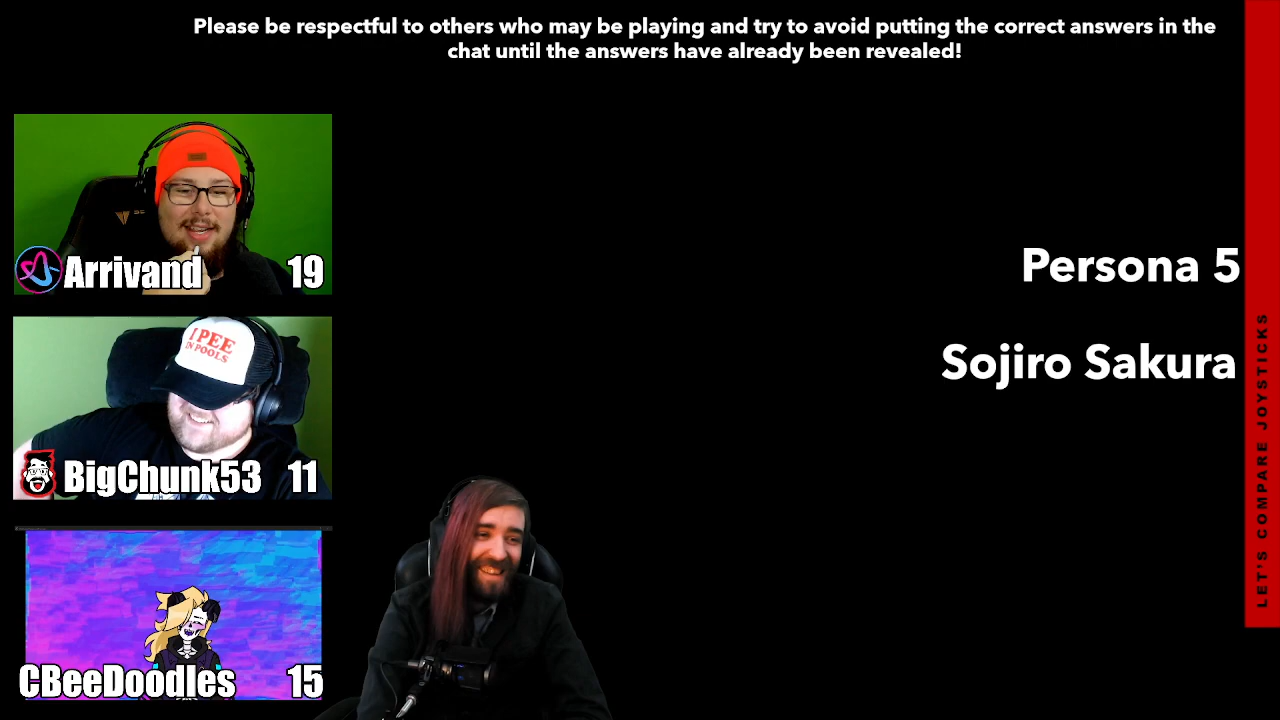 Please be respectful to others who may be playing and try to avoid putting the correct answers in the
chat until the answers have already been revealed!
Arrivand 19
I PEE
IN POOLS
BigChunk53 11
CBeeDoodles 15
Persona 5
Sojiro Sakura
LET'S COMPARE JOYSTICKS